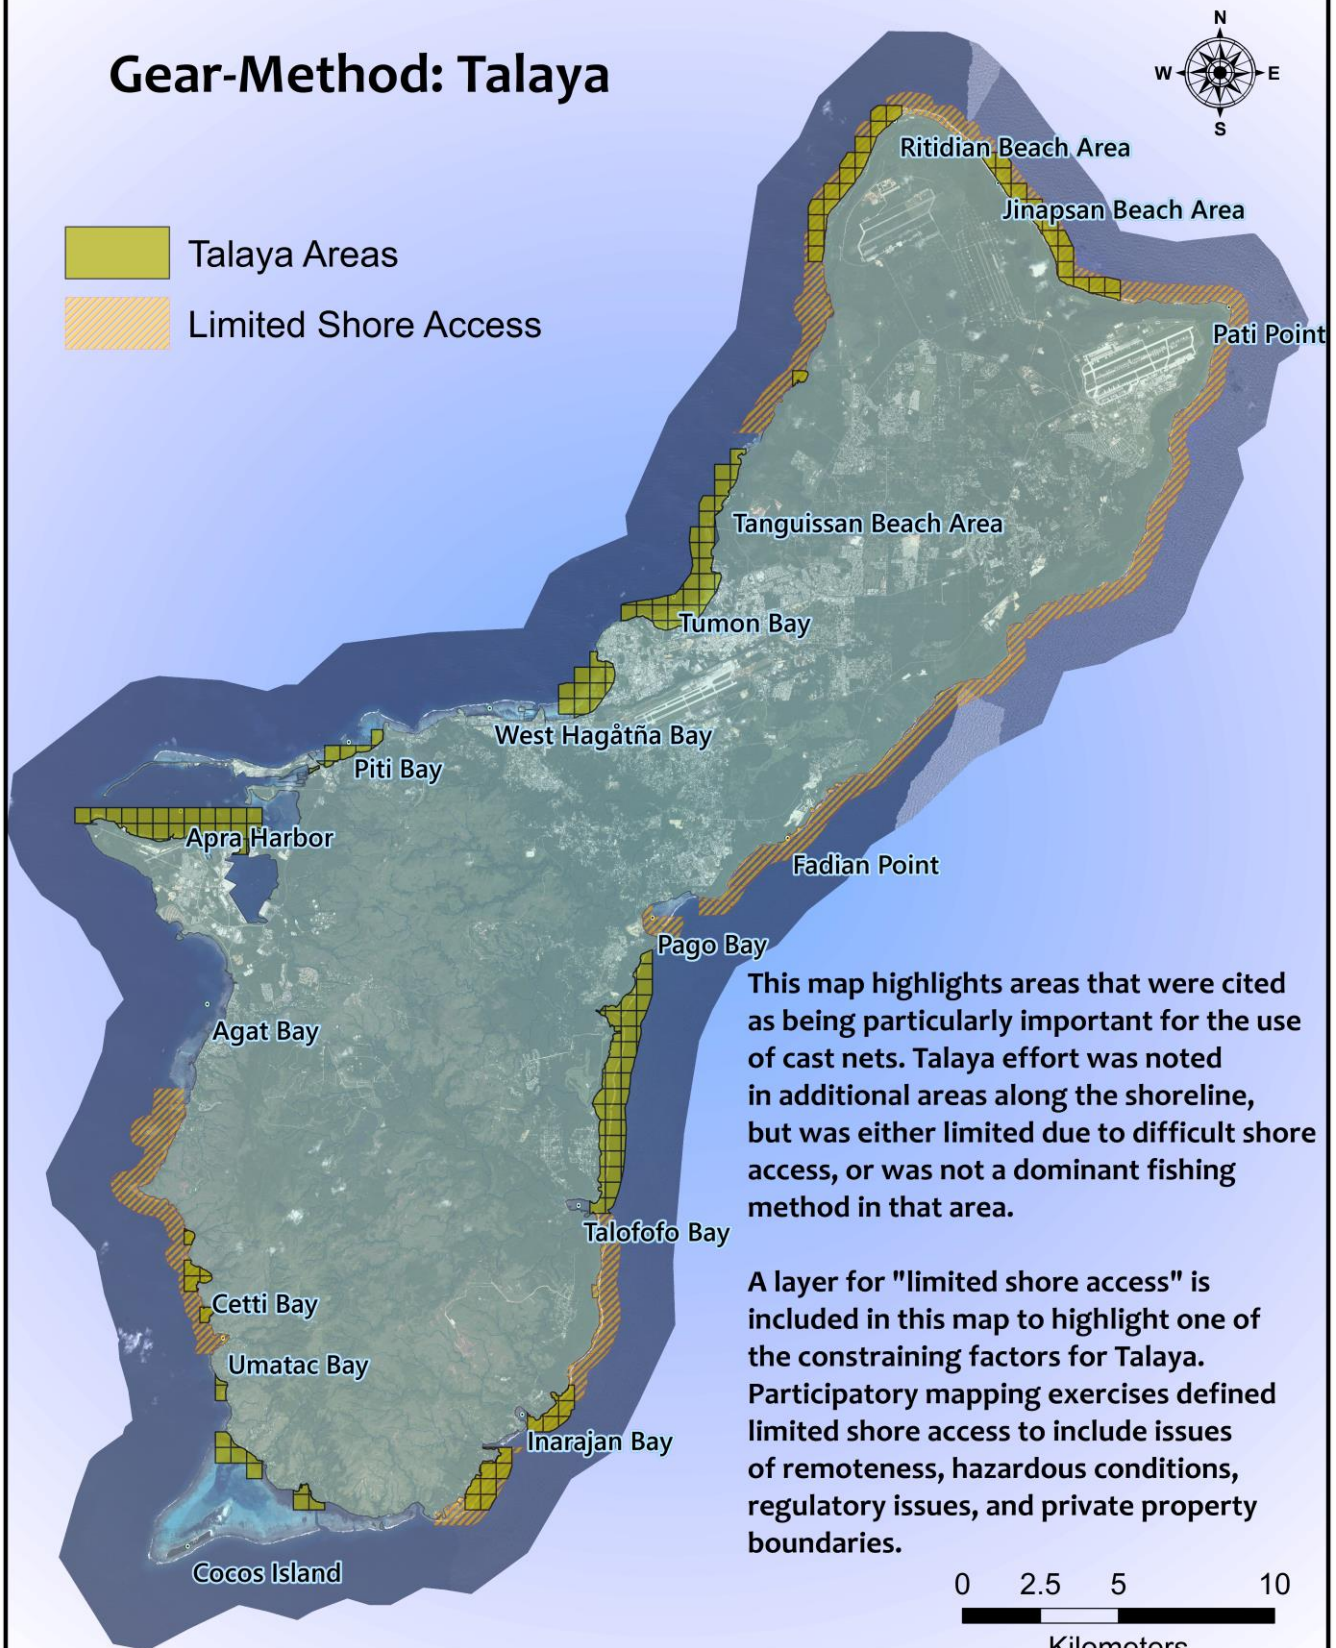 N
W E
S
Gear-Method: Talaya
Talaya Areas
Limited Shore Access
Ritidian Beach Area
Jinapsan Beach Area
Pati Point
Tanguissan Beach Area
Tumon Bay
West Hagåtña Bay
Piti Bay
Apra Harbor
Fadian Point
Pago Bay
Agat Bay
Talofofo Bay
Cetti Bay
Umatac Bay
Inarajan Bay
Cocos Island
This map highlights areas that were cited
as being particularly important for the use
of cast nets. Talaya effort was noted
in additional areas along the shoreline,
but was either limited due to difficult shore
access, or was not a dominant fishing
method in that area.
A layer for "limited shore access" is
included in this map to highlight one of
the constraining factors for Talaya.
Participatory mapping exercises defined
limited shore access to include issues
of remoteness, hazardous conditions,
regulatory issues, and private property
boundaries.
0 2.5 5 10
Kilometers